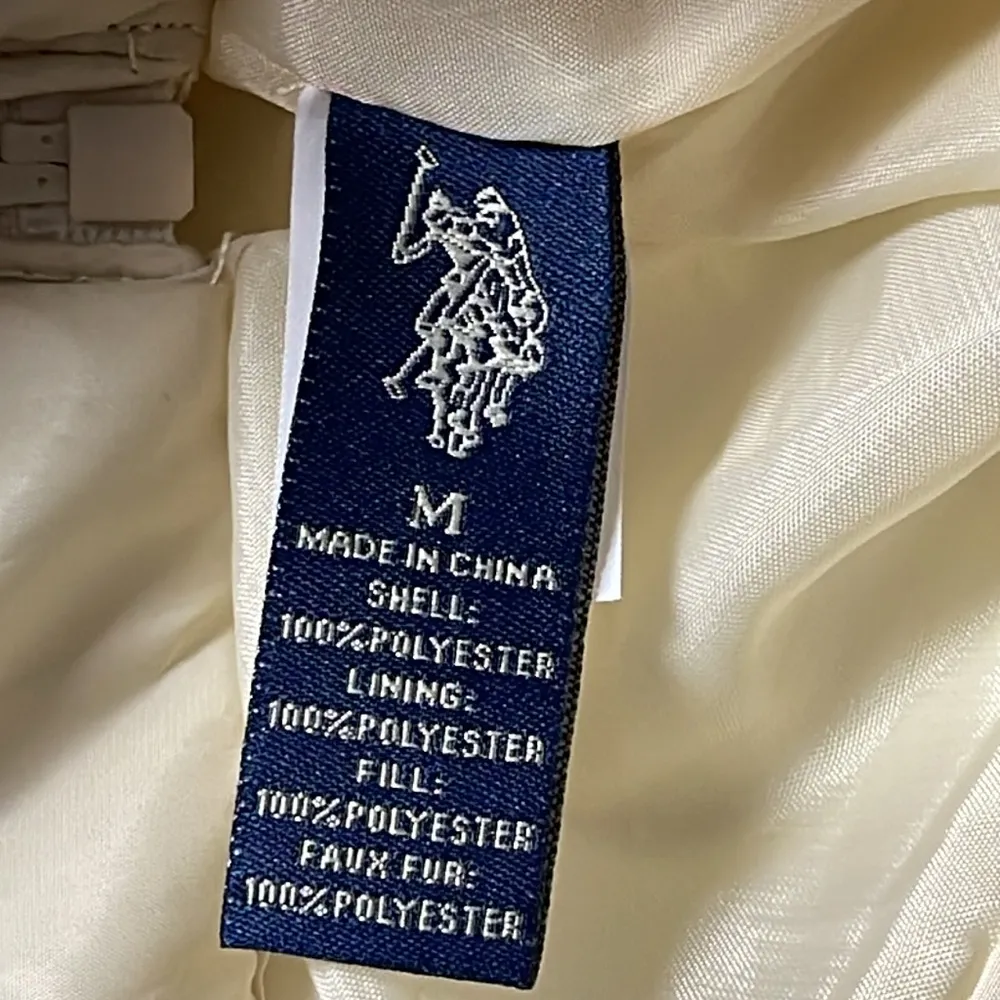 M
MADE IN CHINA
SHELL:
100%POLYESTER
LINING:
100%POLYESTER
FILL:
100%POLYESTER
FAUX FUR:
100%POLYESTER